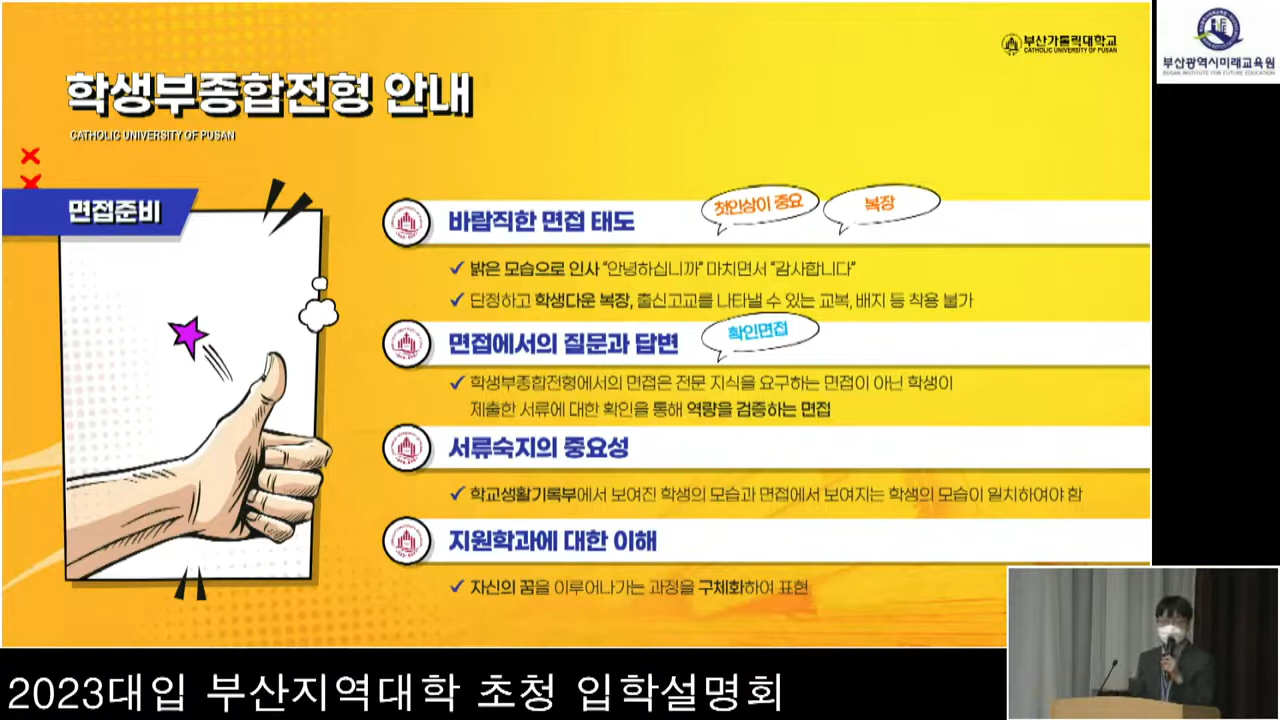 부산가톨릭대학교
CATHOLIC UNIVERSITY OF PUSAN
부산광역시미래교육원
BUSAN INSTITUTE FOR FUTURE EDUCATION
학생부종합전형 안내
CATHOLIC UNIVERSITY OF PUSAN
면접준비
바람직한 면접 태도
첫인상이 중요
복장
밝은 모습으로 인사 “안녕하십니까” 마치면서 “감사합니다”
단정하고 학생다운 복장, 출신고교를 나타낼 수 있는 교복, 배지 등 착용 불가
면접에서의 질문과 답변
확인면접
학생부종합전형에서의 면접은 전문 지식을 요구하는 면접이 아닌 학생이
제출한 서류에 대한 확인을 통해 역량을 검증하는 면접
서류숙지의 중요성
학교생활기록부에서 보여진 학생의 모습과 면접에서 보여지는 학생의 모습이 일치하여야 함
지원학과에 대한 이해
자신의 꿈을 이루어나가는 과정을 구체화하여 표현
2023대입 부산지역대학 초청 입학설명회